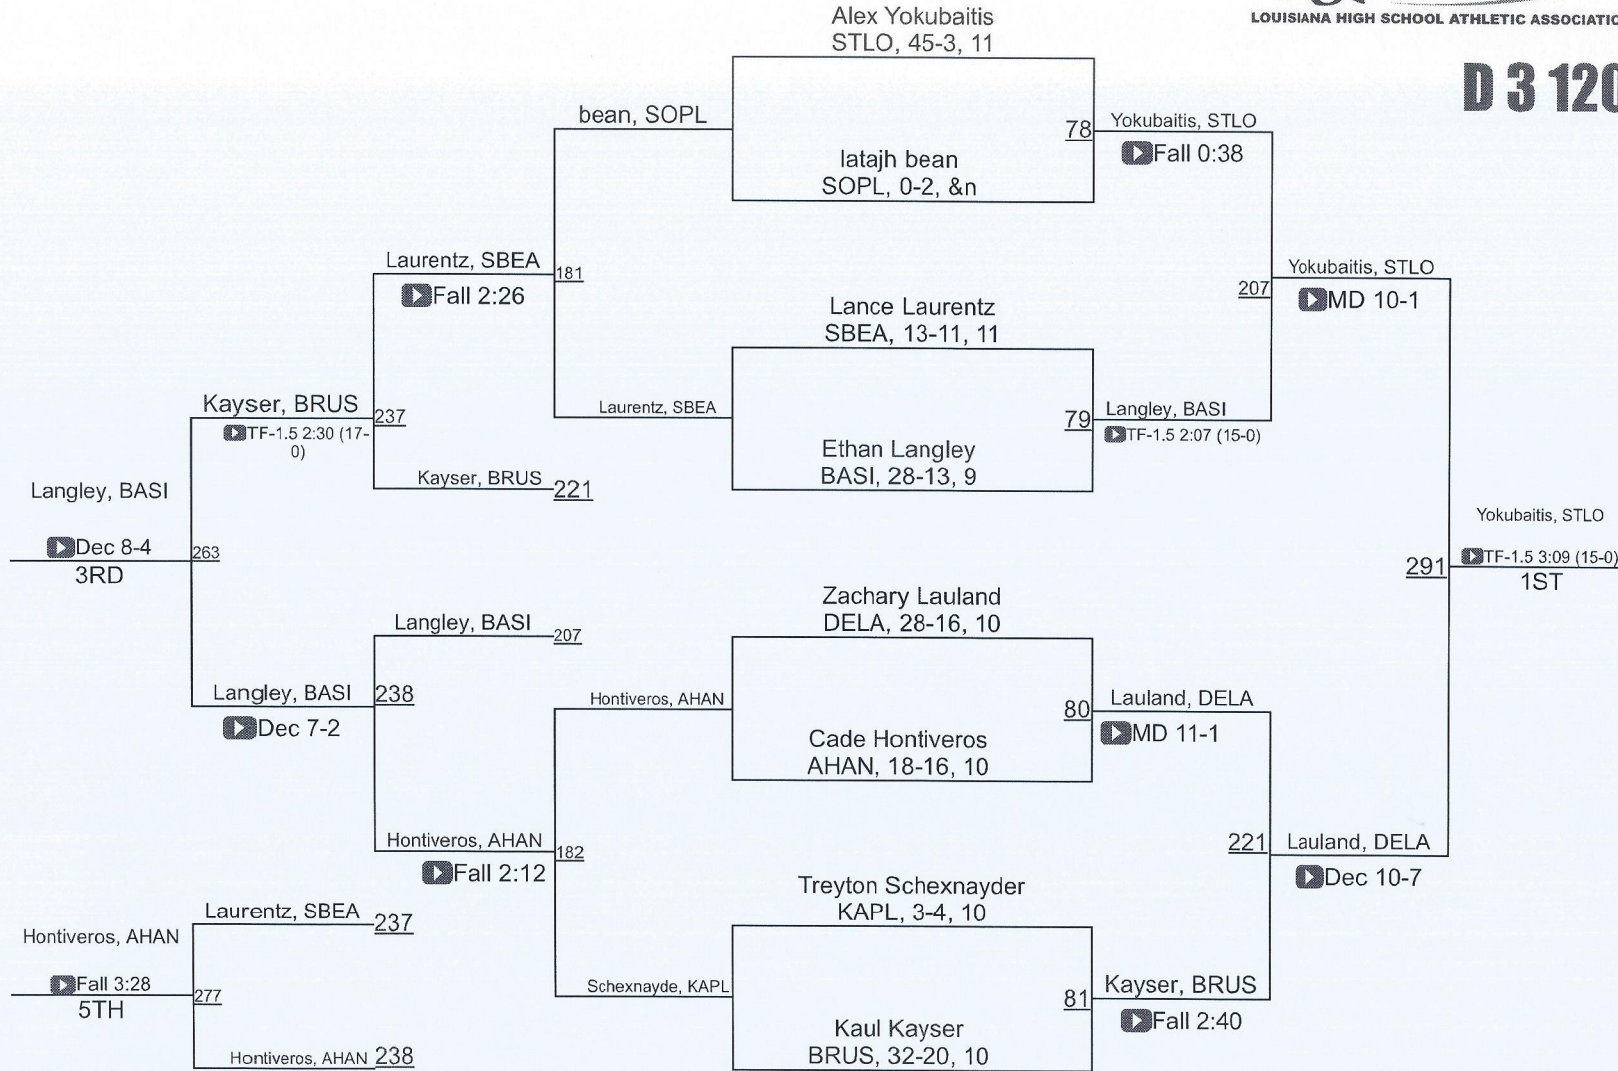 LOUISIANA HIGH SCHOOL ATHLETIC ASSOCIATIO
D 3 120
Alex Yokubaitis
STLO, 45-3, 11
bean, SOPL
78
Yokubaitis, STLO
Fall 0:38
latajh bean
SOPL, 0-2, &n
Laurentz, SBEA
181
Fall 2:26
Yokubaitis, STLO
207
MD 10-1
Lance Laurentz
SBEA, 13-11, 11
Kayser, BRUS
237
TF-1.5 2:30 (17-
0)
Laurentz, SBEA
79
Langley, BASI
TF-1.5 2:07 (15-0)
Ethan Langley
BASI, 28-13, 9
Kayser, BRUS
221
Langley, BASI
Dec 8-4
263
3RD
Yokubaitis, STLO
291
TF-1.5 3:09 (15-0)
1ST
Zachary Lauland
DELA, 28-16, 10
Langley, BASI
207
Langley, BASI
238
Dec 7-2
Hontiveros, AHAN
80
Lauland, DELA
MD 11-1
Cade Hontiveros
AHAN, 18-16, 10
Hontiveros, AHAN
182
Fall 2:12
221
Lauland, DELA
Dec 10-7
Treyton Schexnayder
KAPL, 3-4, 10
Laurentz, SBEA
237
Hontiveros, AHAN
Fall 3:28
277
5TH
Schexnayde, KAPL
81
Kayser, BRUS
Fall 2:40
Kaul Kayser
BRUS, 32-20, 10
Hontiveros, AHAN
238